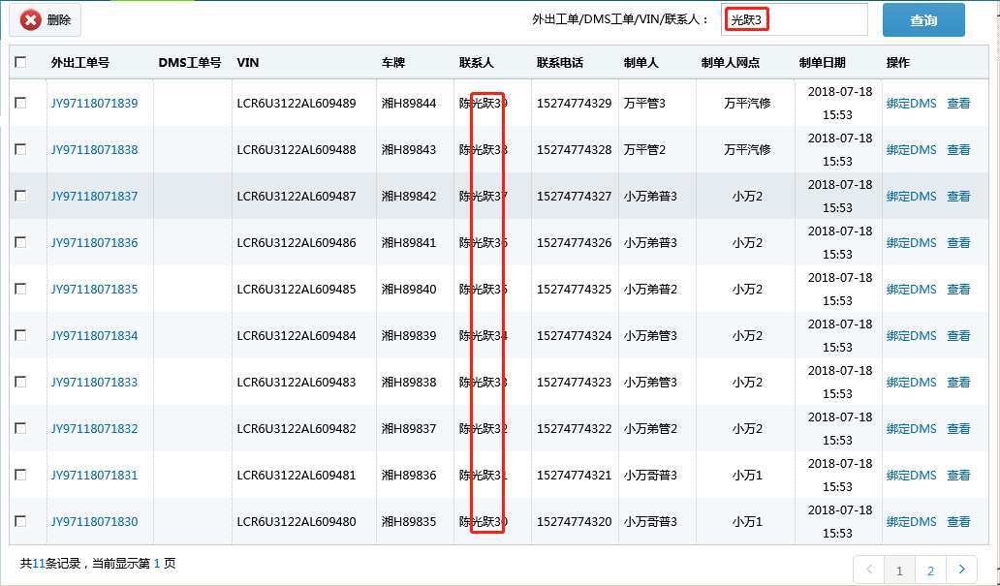 删除 外出工单/DMS工单/VIN/联系人： 光跃3 查询
外出工单号 DMS工单号 VIN 车牌 联系人 联系电话 制单人 制单人网点 制单日期 操作
JY97118071839 LCR6U3122AL609489 湘H89844 陈光跃39 15274774329 万平管3 万平汽修 2018-07-18 15:53 绑定DMS 查看
JY97118071838 LCR6U3122AL609488 湘H89843 陈光跃38 15274774328 万平管2 万平汽修 2018-07-18 15:53 绑定DMS 查看
JY97118071837 LCR6U3122AL609487 湘H89842 陈光跃37 15274774327 小万弟普3 小万2 2018-07-18 15:53 绑定DMS 查看
JY97118071836 LCR6U3122AL609486 湘H89841 陈光跃36 15274774326 小万弟普3 小万2 2018-07-18 15:53 绑定DMS 查看
JY97118071835 LCR6U3122AL609485 湘H89840 陈光跃35 15274774325 小万弟普2 小万2 2018-07-18 15:53 绑定DMS 查看
JY97118071834 LCR6U3122AL609484 湘H89839 陈光跃34 15274774324 小万弟管3 小万2 2018-07-18 15:53 绑定DMS 查看
JY97118071833 LCR6U3122AL609483 湘H89838 陈光跃33 15274774323 小万弟管3 小万2 2018-07-18 15:53 绑定DMS 查看
JY97118071832 LCR6U3122AL609482 湘H89837 陈光跃32 15274774322 小万弟管2 小万2 2018-07-18 15:53 绑定DMS 查看
JY97118071831 LCR6U3122AL609481 湘H89836 陈光跃31 15274774321 小万哥普3 小万1 2018-07-18 15:53 绑定DMS 查看
JY97118071830 LCR6U3122AL609480 湘H89835 陈光跃30 15274774320 小万哥普3 小万1 2018-07-18 15:53 绑定DMS 查看
共11条记录，当前显示第 1 页 < 1 2 >